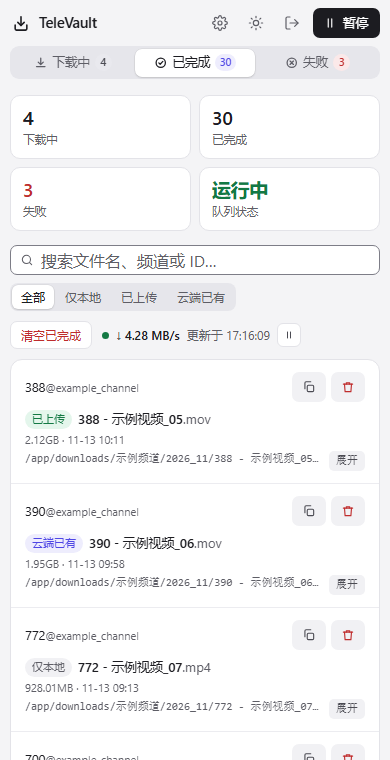 TeleVault 暂停
下载中 4 已完成 30 失败 3
4
下载中
30
已完成
3
失败
运行中
队列状态
搜索文件名、频道或 ID...
全部 仅本地 已上传 云端已有
清空已完成 ↓ 4.28 MB/s 更新于 17:16:09
388@example_channel
已上传 388 - 示例视频_05.mov
2.12GB · 11-13 10:11
/app/downloads/示例频道/2026_11/388 - 示例视频_05… 展开
390@example_channel
云端已有 390 - 示例视频_06.mov
1.95GB · 11-13 09:58
/app/downloads/示例频道/2026_11/390 - 示例视频_06… 展开
772@example_channel
仅本地 772 - 示例视频_07.mp4
928.01MB · 11-13 09:13
/app/downloads/示例频道/2026_11/772 - 示例视频_07… 展开
700@example_channel